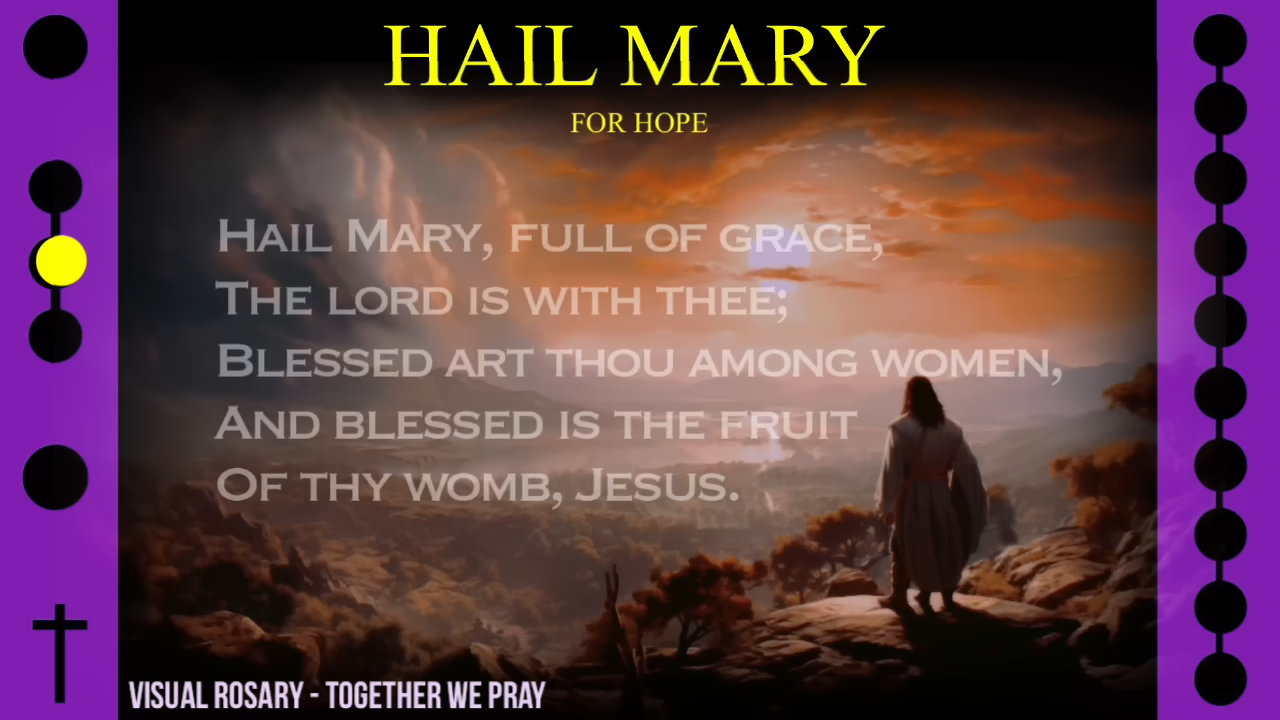 HAIL MARY
FOR HOPE
HAIL MARY, FULL OF GRACE,
THE LORD IS WITH THEE;
BLESSED ART THOU AMONG WOMEN,
AND BLESSED IS THE FRUIT
OF THY WOMB, JESUS.
VISUAL ROSARY - TOGETHER WE PRAY